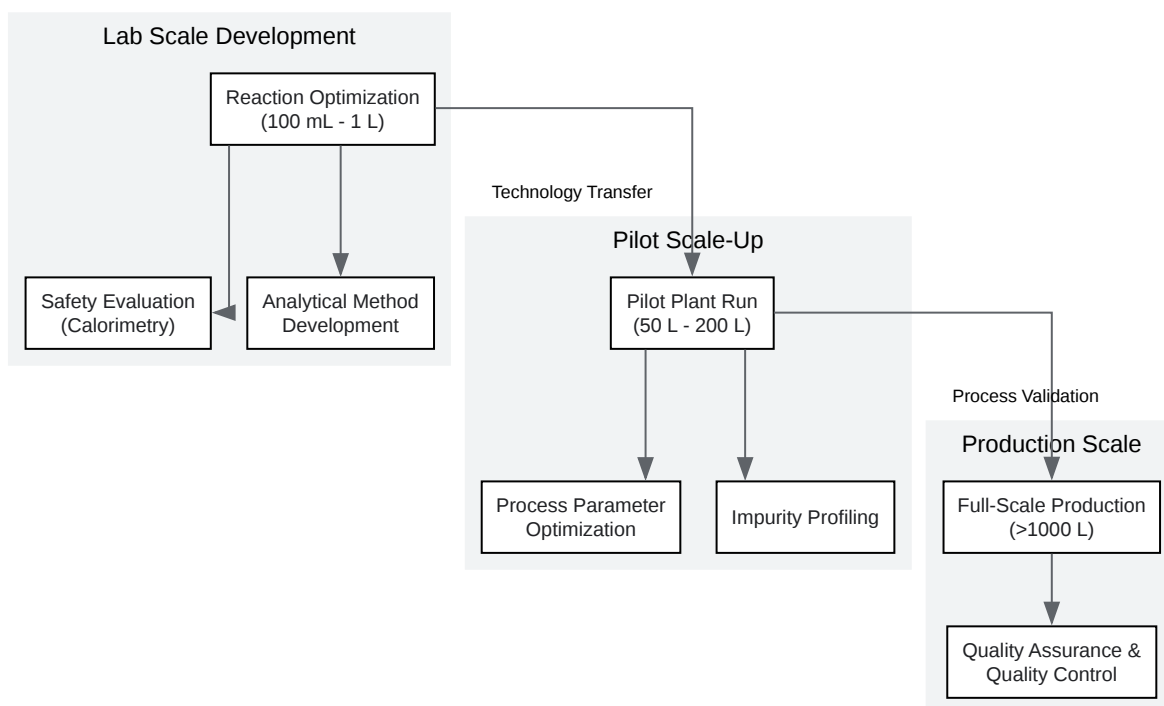 Lab Scale Development
Reaction Optimization
(100 mL - 1 L)
Technology Transfer
Pilot Scale-Up
Safety Evaluation
(Calorimetry)
Analytical Method
Development
Pilot Plant Run
(50 L - 200 L)
Process Validation
Production Scale
Process Parameter
Optimization
Impurity Profiling
Full-Scale Production
(>1000 L)
Quality Assurance &
Quality Control